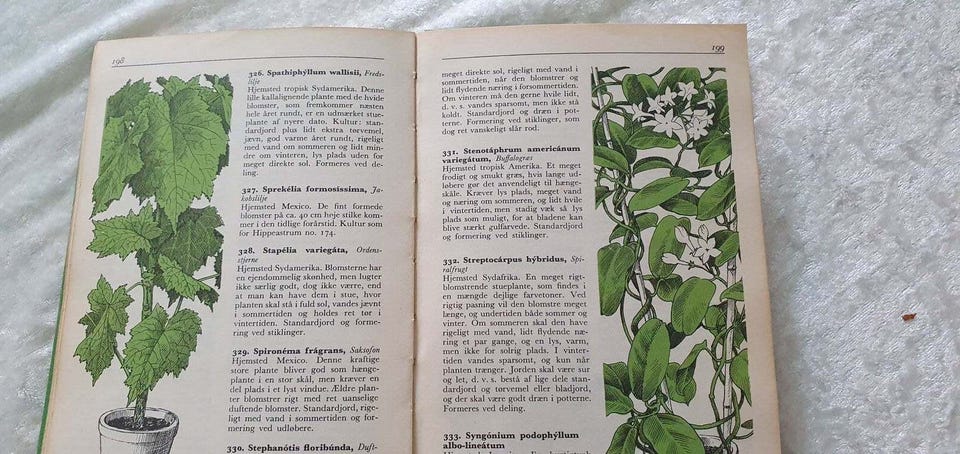 198
326. Spathiphýllum wallisii, Freds-
lilje
Hjemsted tropisk Sydamerika. Denne
lille kallalignende plante med de hvide
blomster, som fremkommer næsten
hele året rundt, er en udmærket stue-
plante af nyere dato. Kultur: stan-
dardjord plus lidt ekstra tørvemel,
jævn, god varme året rundt, rigeligt
med vand om sommeren og lidt min-
dre om vinteren, lys plads uden for
meget direkte sol. Formeres ved de-
ling.
327. Sprekélia formosissima, Ja-
kobslilje
Hjemsted Mexico. De fint formede
blomster på ca. 40 cm høje stilke kom-
mer i den tidlige forårstid. Kultur som
for Hippeastrum no. 174.
328. Stapélia variegáta, Ordens-
stjerne
Hjemsted Sydamerika. Blomsterne har
en ejendommelig skønhed, men lugter
ikke særlig godt, dog ikke værre, end
at man kan have dem i stue, hvor
planten skal stå i fuld sol, vandes jævnt
i sommertiden og holdes ret tør i
vintertiden. Standardjord og forme-
ring ved stiklinger.
329. Spironéma frágrans, Saksofon
Hjemsted Mexico. Denne kraftige
store plante bliver god som hænge-
plante i en stor skål, men kræver en
del plads i et lyst vindue. Ældre plan-
ter blomstrer rigt med ret uanselige
duftende blomster. Standardjord, rige-
ligt med vand i sommertiden og for-
mering ved udløbere.
330. Stephanótis floribúnda, Duft-
199
meget direkte sol, rigeligt med vand i
sommertiden, når den blomstrer og
lidt flydende næring i forsommertiden.
Om vinteren må den gerne hvile lidt,
d. v. s. vandes sparsomt, men ikke stå
koldt. Standardjord og dræn i pot-
terne. Formering ved stiklinger, som
dog ret vanskeligt slår rod.
331. Stenotáphrum americánum
variegátum, Buffalogræs
Hjemsted tropisk Amerika. Et meget
frodigt og smukt græs, hvis lange ud-
løbere gør det anvendeligt til hænge-
skåle. Kræver lys plads, meget vand
og næring om sommeren, og lidt hvile
i vintertiden, men stadig væk så lys
plads som muligt, for at bladene kan
blive stærkt gulfarvede. Standardjord
og formering ved stiklinger.
332. Streptocárpus hýbridus, Spi-
ralfrugt
Hjemsted Sydafrika. En meget rigt-
blomstrende stueplante, som findes i
en mængde dejlige farvetoner. Ved
rigtig pasning vil den blomstre meget
længe, og undertiden både sommer og
vinter. Om sommeren skal den have
rigeligt med vand, lidt flydende næ-
ring et par gange, og en lys, varm,
men ikke for solrig plads. I vinter-
tiden vandes sparsomt, og kun når
planten trænger. Jorden skal være sur
og let, d. v. s. bestå af lige dele stan-
dardjord og tørvemel eller bladjord,
og der skal være godt dræn i potterne.
Formeres ved deling.
333. Syngónium podophýllum
albo-lineátum